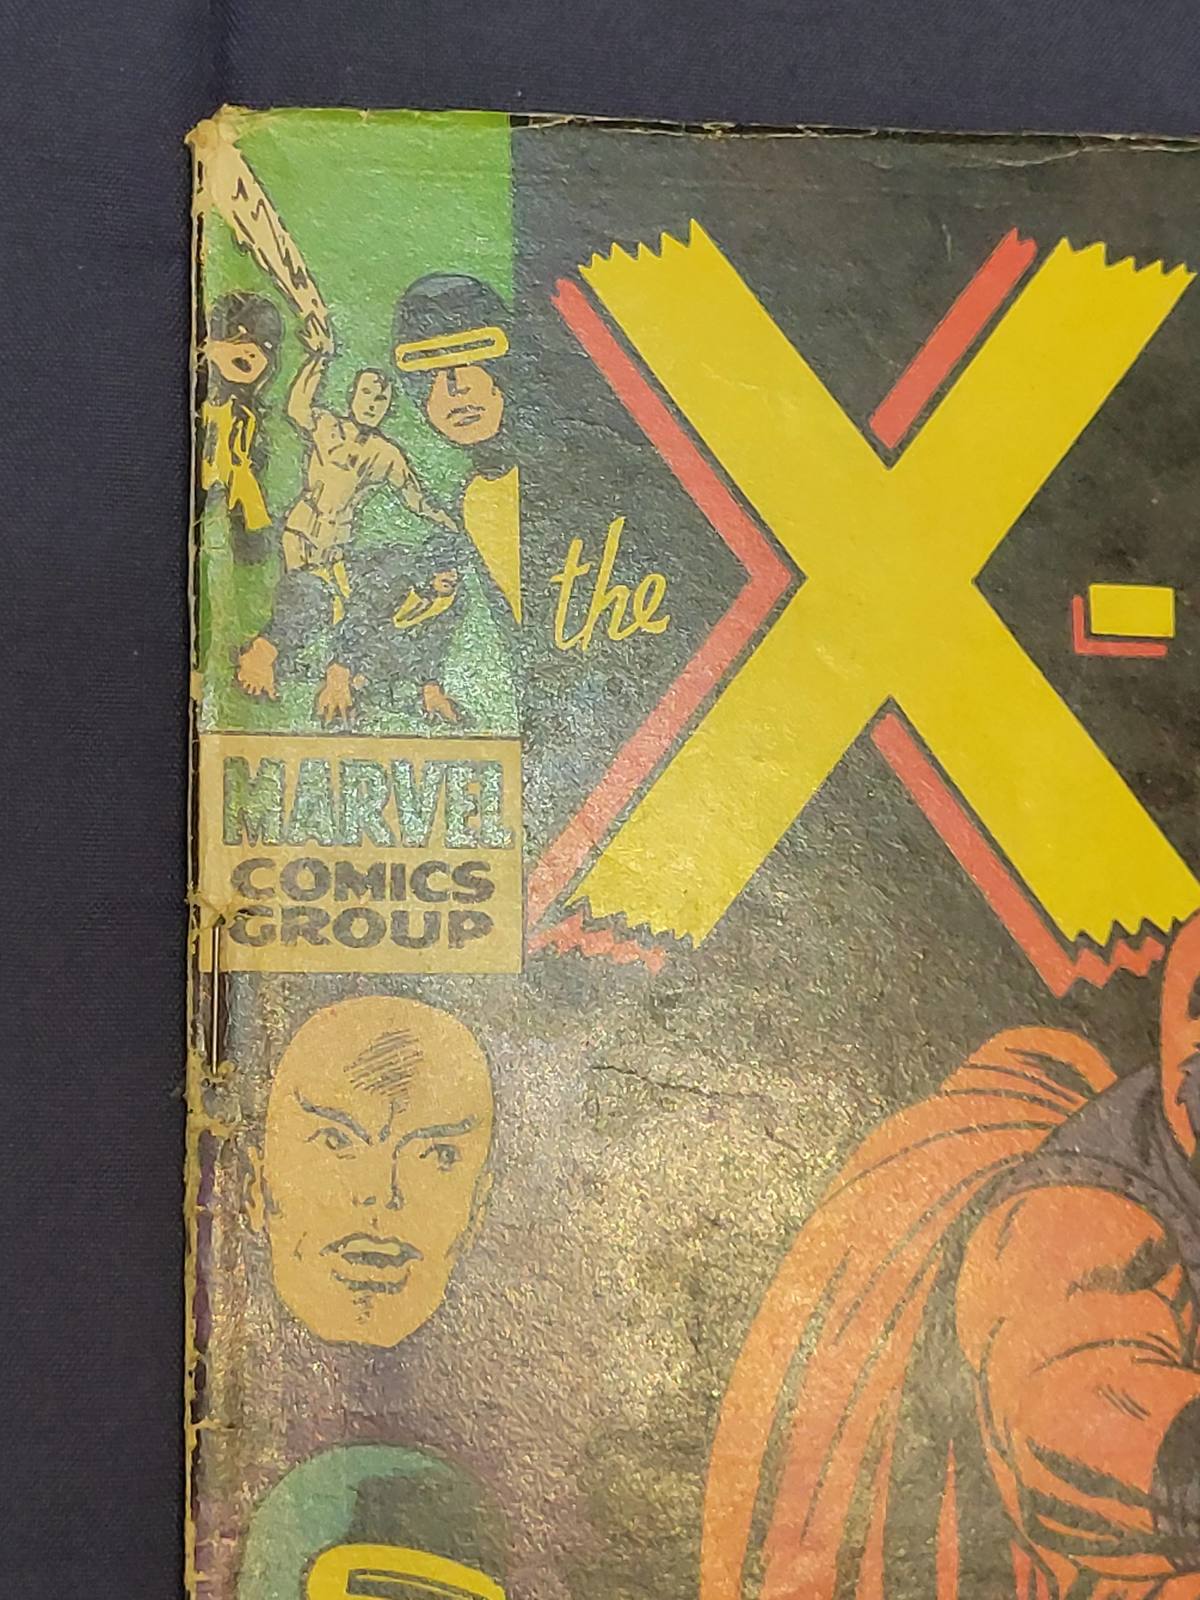 the X-
MARVEL
COMICS
GROUP